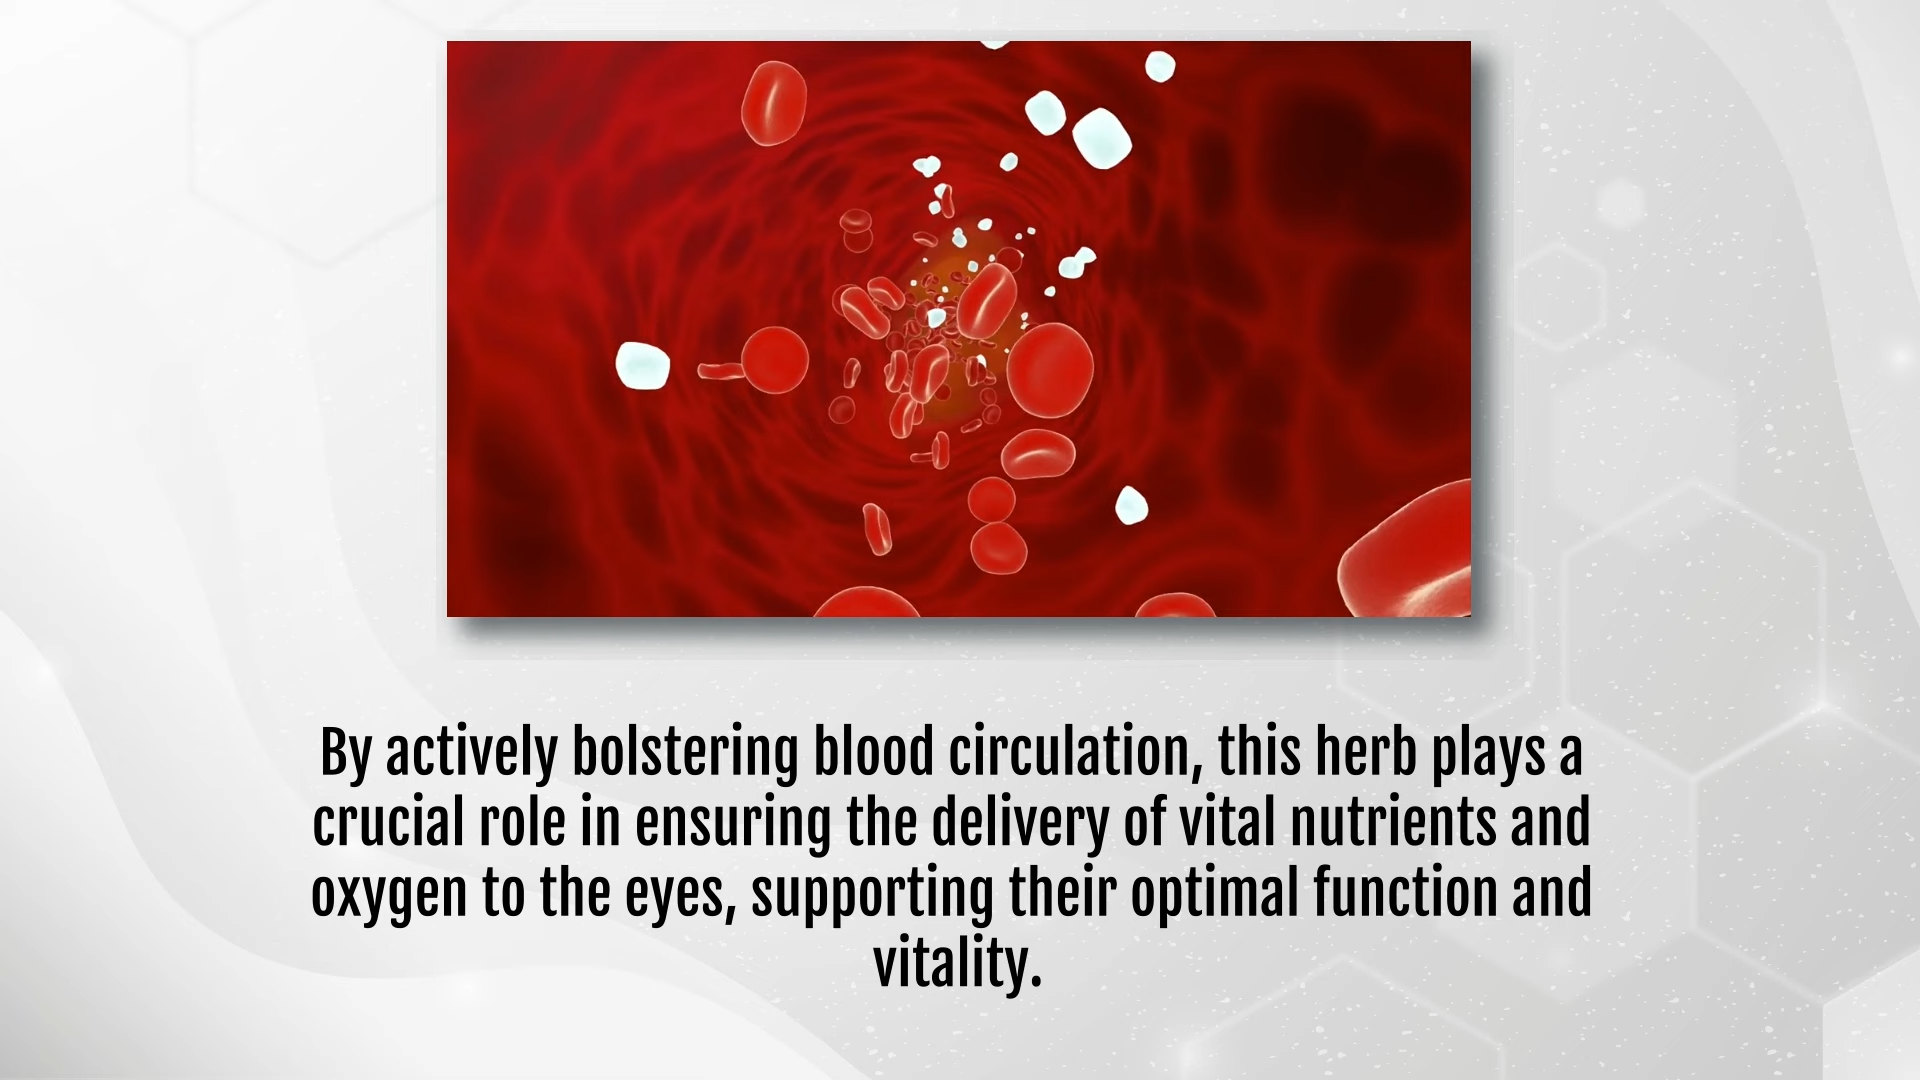 By actively bolstering blood circulation, this herb plays a
crucial role in ensuring the delivery of vital nutrients and
oxygen to the eyes, supporting their optimal function and
vitality.